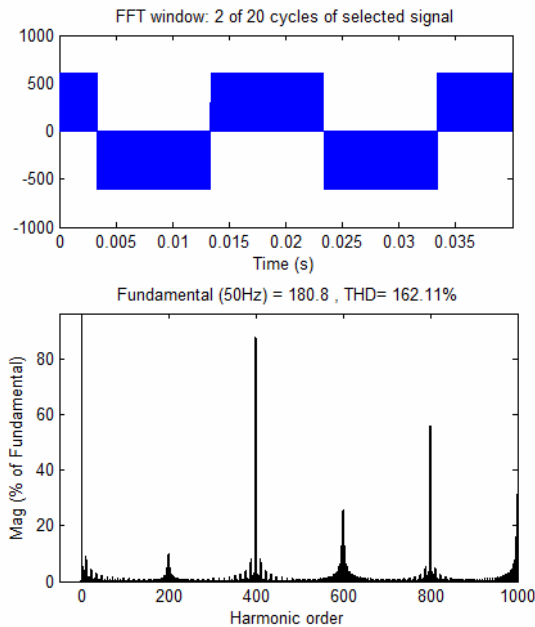 FFT window: 2 of 20 cycles of selected signal
1000
500
0
-500
-1000
0 0.005 0.01 0.015 0.02 0.025 0.03 0.035
Time (s)
Fundamental (50Hz) = 180.8 , THD= 162.11%
Mag (% of Fundamental)
80
60
40
20
0
0 200 400 600 800 1000
Harmonic order